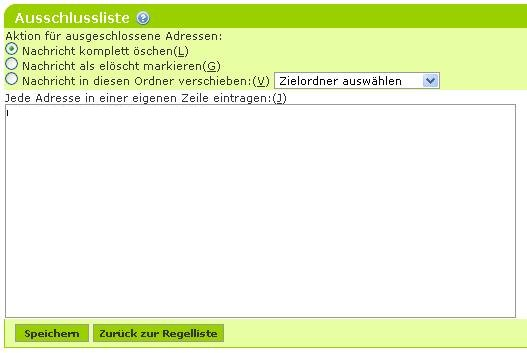 Ausschlussliste
Aktion für ausgeschlossene Adressen:
Nachricht komplett öschen(L)
Nachricht als elöscht markieren(G)
Nachricht in diesen Ordner verschieben:(V) Zielordner auswählen
Jede Adresse in einer eigenen Zeile eintragen:(J)
Speichern Zurück zur Regelliste